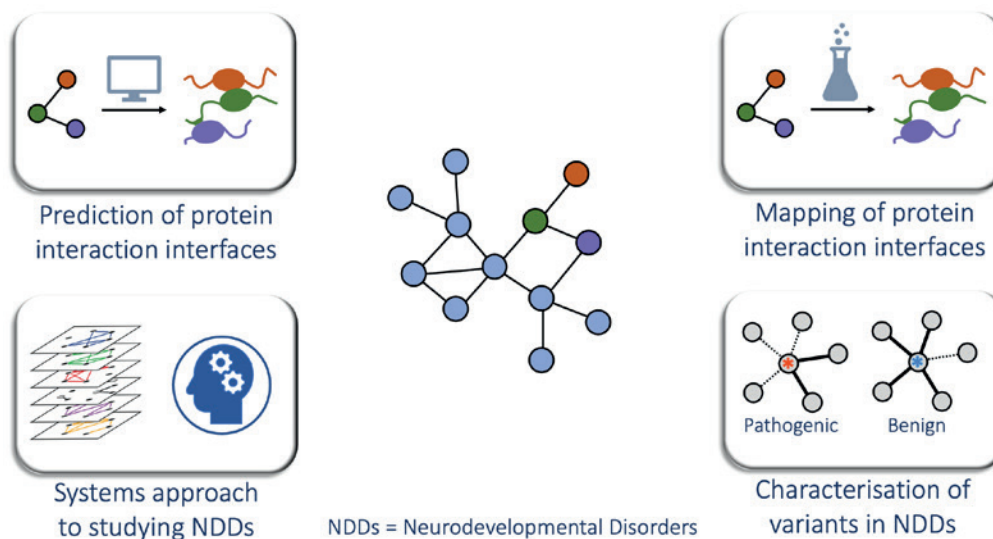 Prediction of protein
interaction interfaces
Mapping of protein
interaction interfaces
Pathogenic
Benign
Systems approach
to studying NDDs
NDDs = Neurodevelopmental Disorders
Characterisation of
variants in NDDs